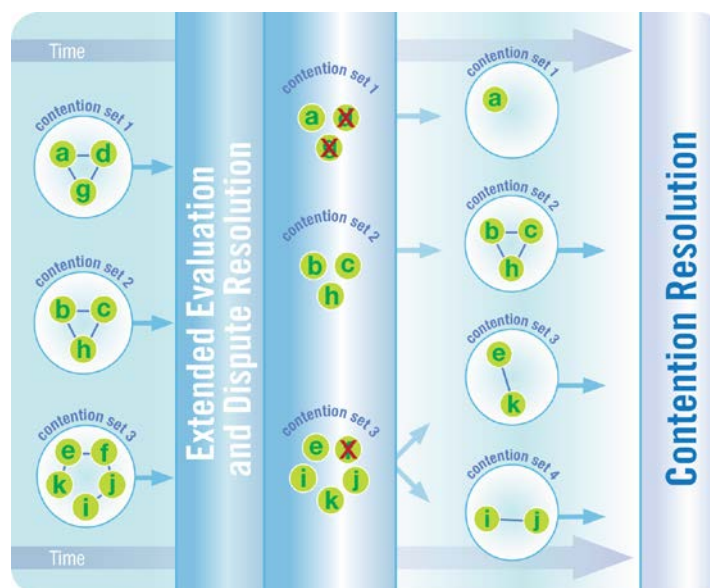 Time
contention set 1
a
d
g
contention set 2
b
c
h
contention set 3
e
f
k
j
i
Time
Extended Evaluation
and Dispute Resolution
contention set 1
a
contention set 2
b
c
h
contention set 3
e
i
j
k
contention set 1
a
contention set 2
b
c
h
contention set 3
e
k
contention set 4
i
j
Contention Resolution